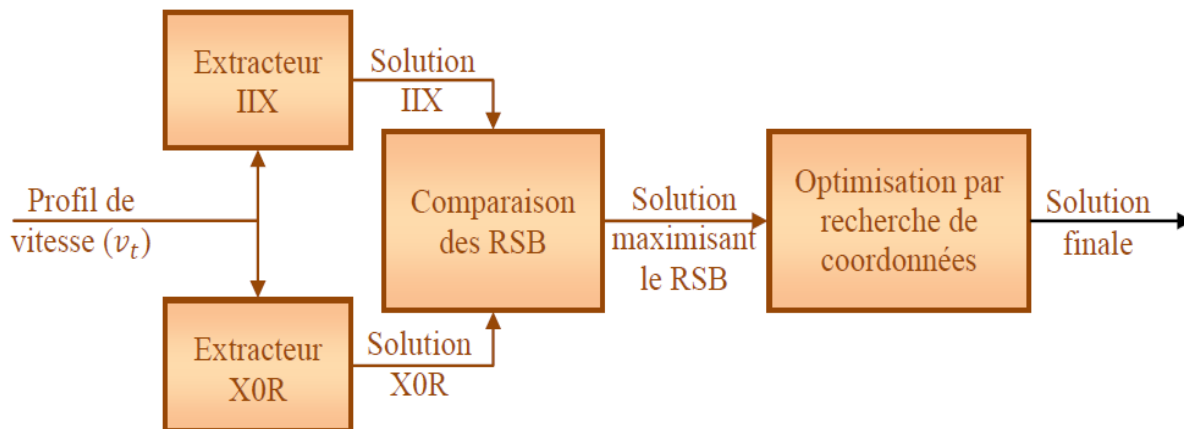 Extracteur
IIX
Solution
IIX
Profil de
vitesse (v_t)
Comparaison
des RSB
Solution
maximisant
le RSB
Optimisation par
recherche de
coordonnées
Solution
finale
Extracteur
X0R
Solution
X0R